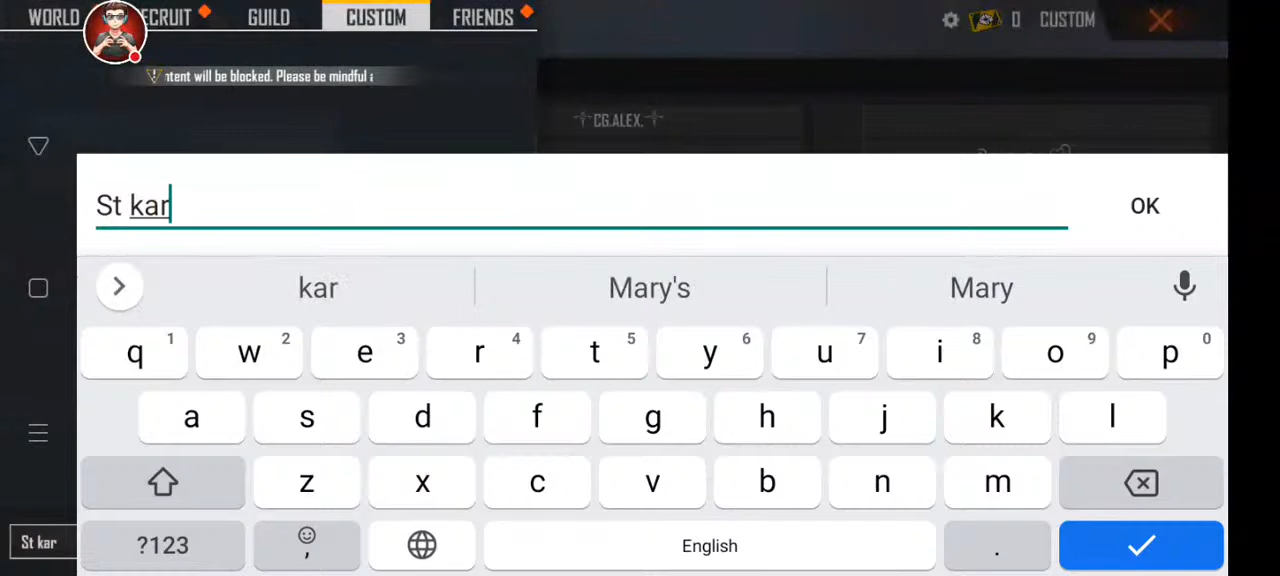 WORLD ECRUIT GUILD CUSTOM FRIENDS 0 CUSTOM
ntent will be blocked. Please be mindful a
CG.ALEX.
St kar OK
kar Mary's Mary
q 1 w 2 e 3 r 4 t 5 y 6 u 7 i 8 o 9 p 0
a s d f g h j k l
z x c v b n m
St kar ?123 , English .